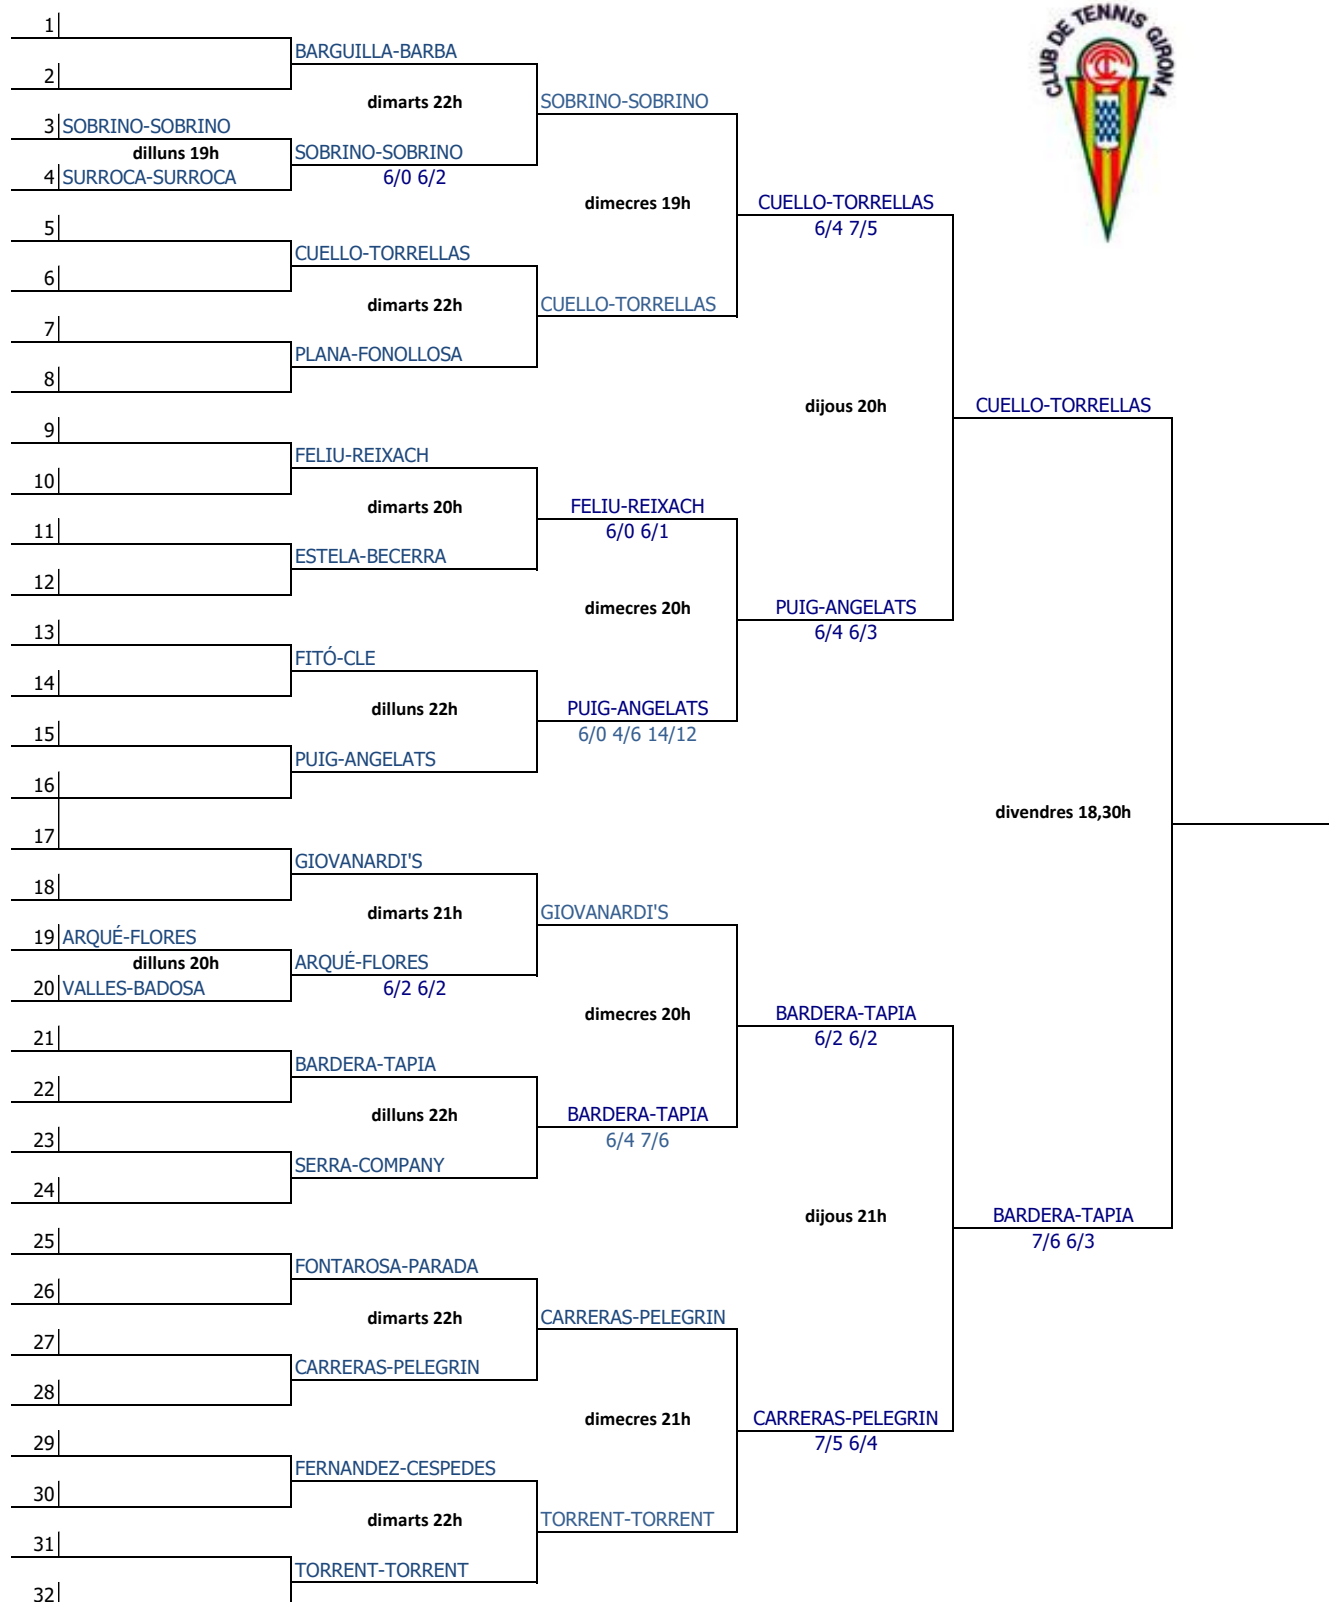 CLUB DE TENNIS GIRONA
1
BARGUILLA-BARBA
2
dimarts 22h
SOBRINO-SOBRINO
3 SOBRINO-SOBRINO
dilluns 19h
SOBRINO-SOBRINO
4 SURROCA-SURROCA
6/0 6/2
dimecres 19h
CUELLO-TORRELLAS
6/4 7/5
5
CUELLO-TORRELLAS
6
dimarts 22h
CUELLO-TORRELLAS
7
PLANA-FONOLLOSA
8
dijous 20h
CUELLO-TORRELLAS
9
FELIU-REIXACH
10
dimarts 20h
FELIU-REIXACH
6/0 6/1
11
ESTELA-BECERRA
12
dimecres 20h
PUIG-ANGELATS
6/4 6/3
13
FITÓ-CLE
14
dilluns 22h
PUIG-ANGELATS
6/0 4/6 14/12
15
PUIG-ANGELATS
16
divendres 18,30h
17
GIOVANARDI'S
18
dimarts 21h
GIOVANARDI'S
19 ARQUÉ-FLORES
dilluns 20h
ARQUÉ-FLORES
20 VALLES-BADOSA
6/2 6/2
dimecres 20h
BARDERA-TAPIA
6/2 6/2
21
BARDERA-TAPIA
22
dilluns 22h
BARDERA-TAPIA
6/4 7/6
23
SERRA-COMPANY
24
dijous 21h
BARDERA-TAPIA
7/6 6/3
25
FONTAROSA-PARADA
26
dimarts 22h
CARRERAS-PELEGRIN
27
CARRERAS-PELEGRIN
28
dimecres 21h
CARRERAS-PELEGRIN
7/5 6/4
29
FERNANDEZ-CESPEDES
30
dimarts 22h
TORRENT-TORRENT
31
TORRENT-TORRENT
32